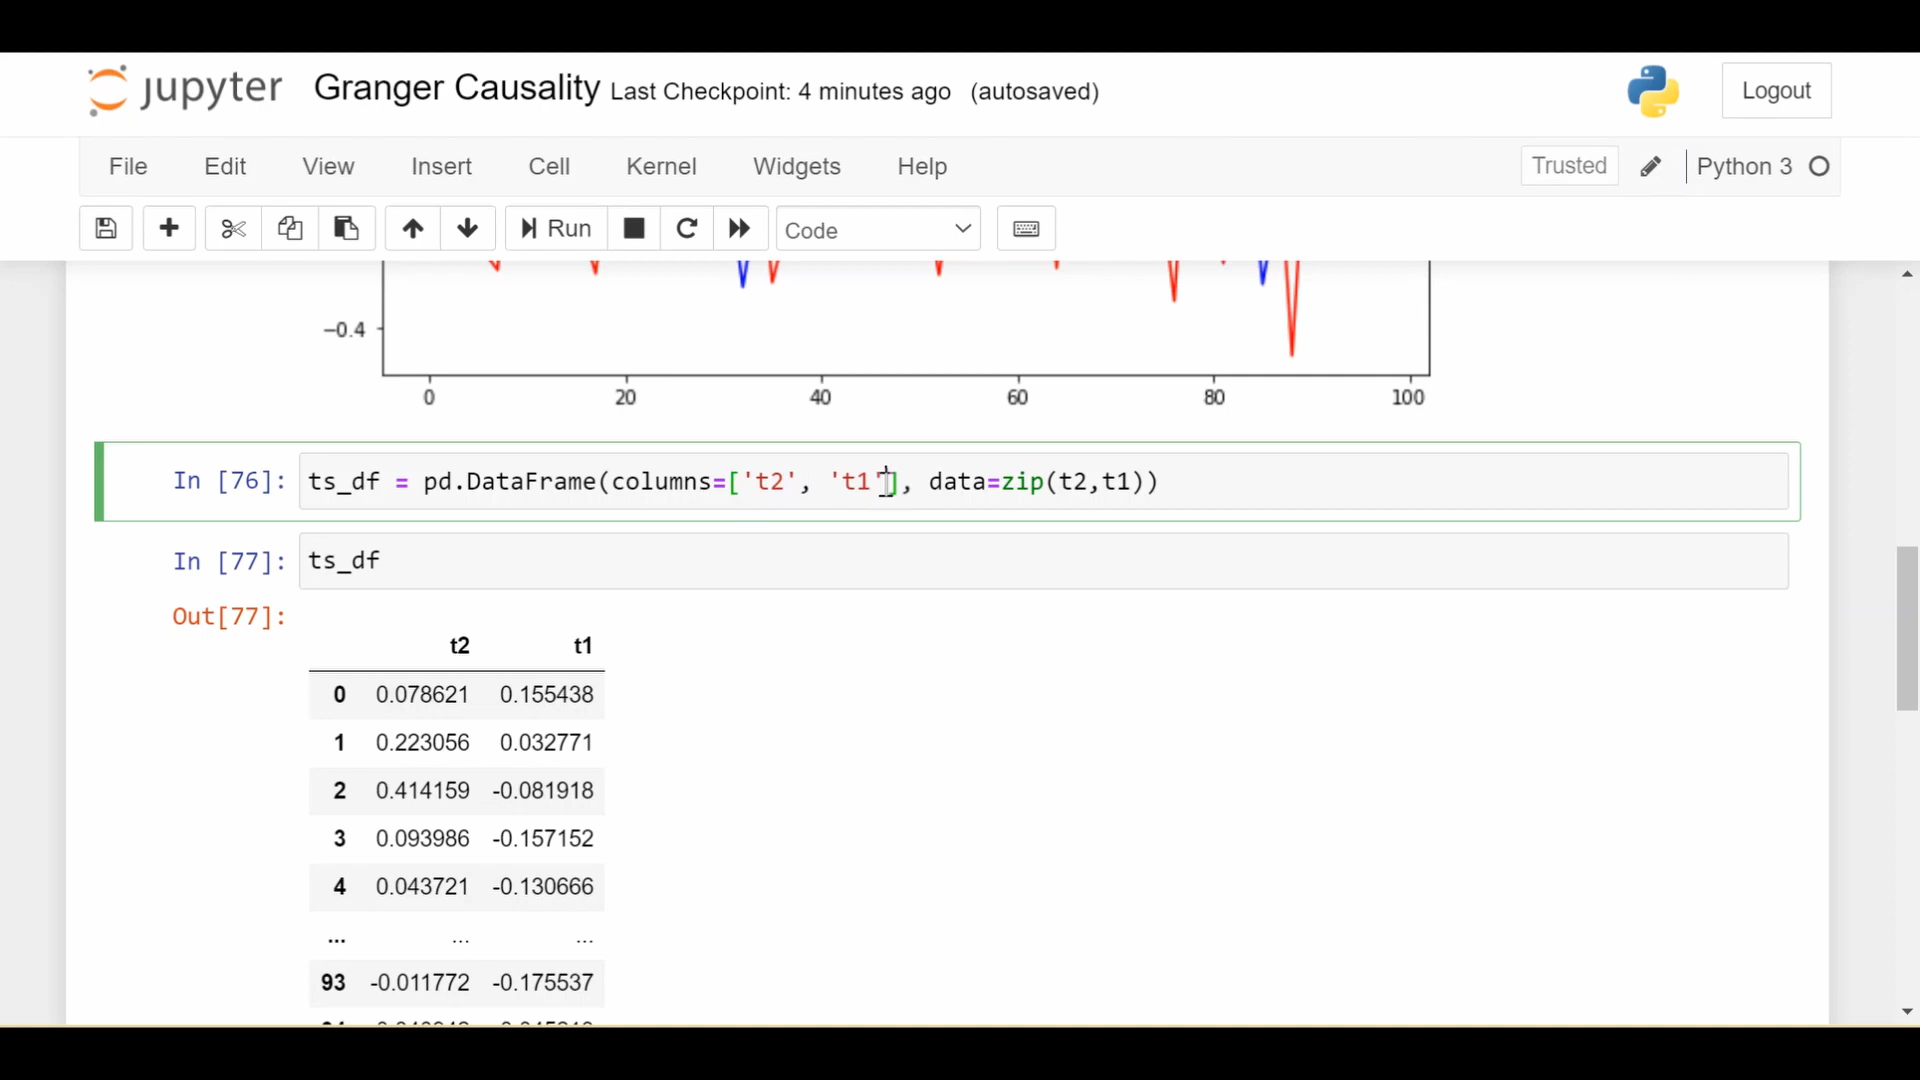 jupyter Granger Causality Last Checkpoint: 4 minutes ago (autosaved) Logout
File Edit View Insert Cell Kernel Widgets Help Trusted Python 3
Run Code
−0.4
0 20 40 60 80 100
In [76]: ts_df = pd.DataFrame(columns=['t2', 't1'], data=zip(t2,t1))
In [77]: ts_df
Out[77]:
t2 t1
0 0.078621 0.155438
1 0.223056 0.032771
2 0.414159 -0.081918
3 0.093986 -0.157152
4 0.043721 -0.130666
... ... ...
93 -0.011772 -0.175537